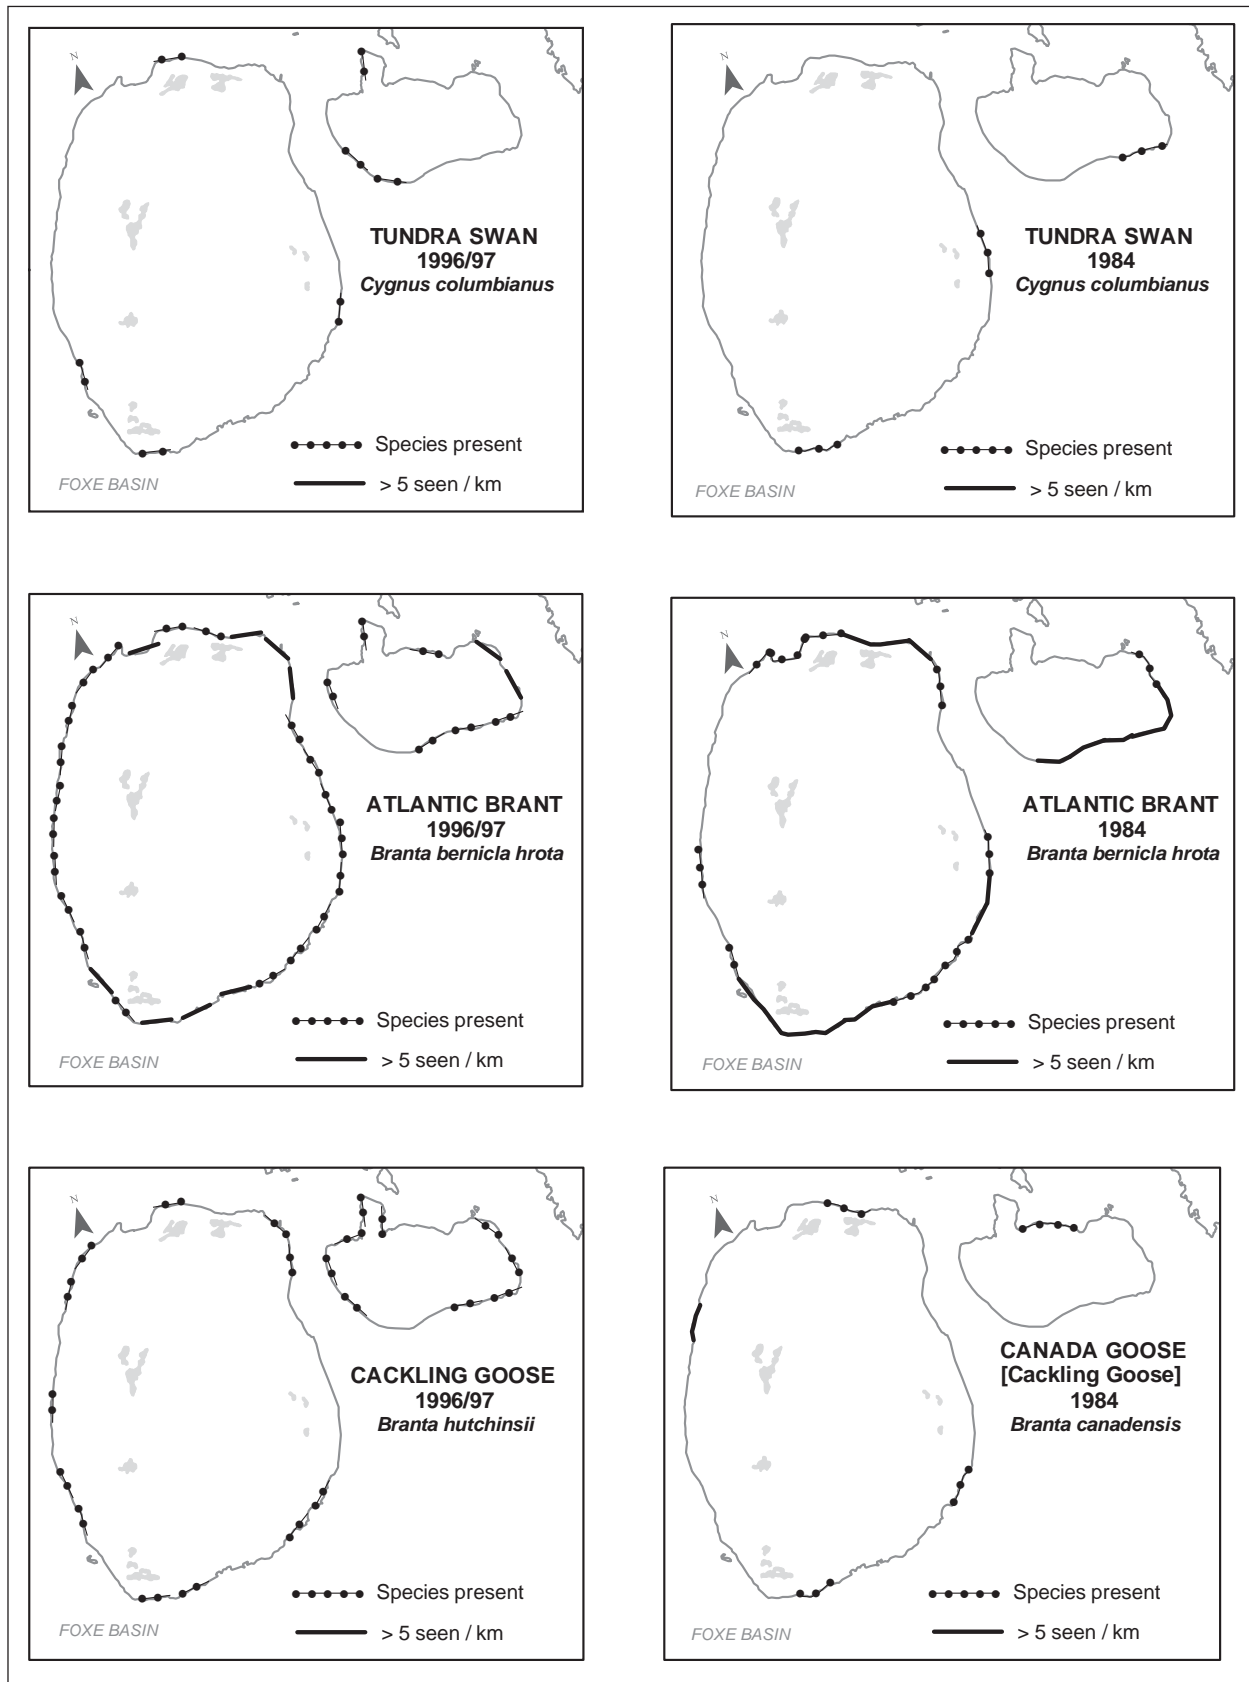 N
TUNDRA SWAN
1996/97
Cygnus columbianus
Species present
> 5 seen / km
FOXE BASIN
N
TUNDRA SWAN
1984
Cygnus columbianus
Species present
> 5 seen / km
FOXE BASIN
N
ATLANTIC BRANT
1996/97
Branta bernicla hrota
Species present
> 5 seen / km
FOXE BASIN
N
ATLANTIC BRANT
1984
Branta bernicla hrota
Species present
> 5 seen / km
FOXE BASIN
N
CACKLING GOOSE
1996/97
Branta hutchinsii
Species present
> 5 seen / km
FOXE BASIN
N
CANADA GOOSE
[Cackling Goose]
1984
Branta canadensis
Species present
> 5 seen / km
FOXE BASIN